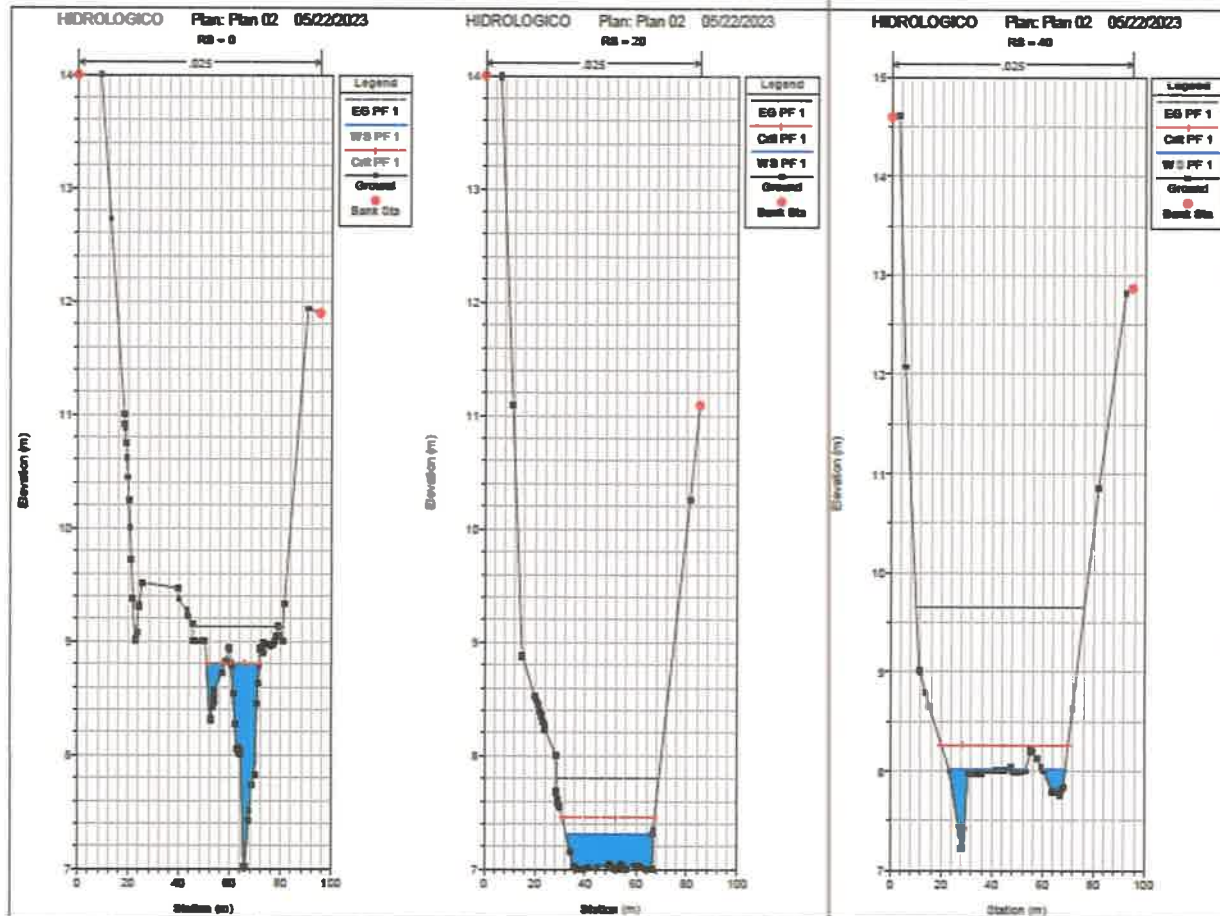 HIDROLOGICO Plan: Plan 02 05/22/2023
RS = 0
.025
Legend
EG PF 1
WS PF 1
Crit PF 1
Ground
Bank Sta
14
13
12
11
10
9
8
7
0 20 40 60 80 100
Elevation (m)
Station (m)
HIDROLOGICO Plan: Plan 02 05/22/2023
RS = 20
.025
Legend
EG PF 1
Crit PF 1
WS PF 1
Ground
Bank Sta
14
13
12
11
10
9
8
7
0 20 40 60 80 100
Elevation (m)
Station (m)
HIDROLOGICO Plan: Plan 02 05/22/2023
RS = 40
.025
Legend
EG PF 1
Crit PF 1
WS PF 1
Ground
Bank Sta
15
14
13
12
11
10
9
8
7
0 20 40 60 80 100
Elevation (m)
Station (m)